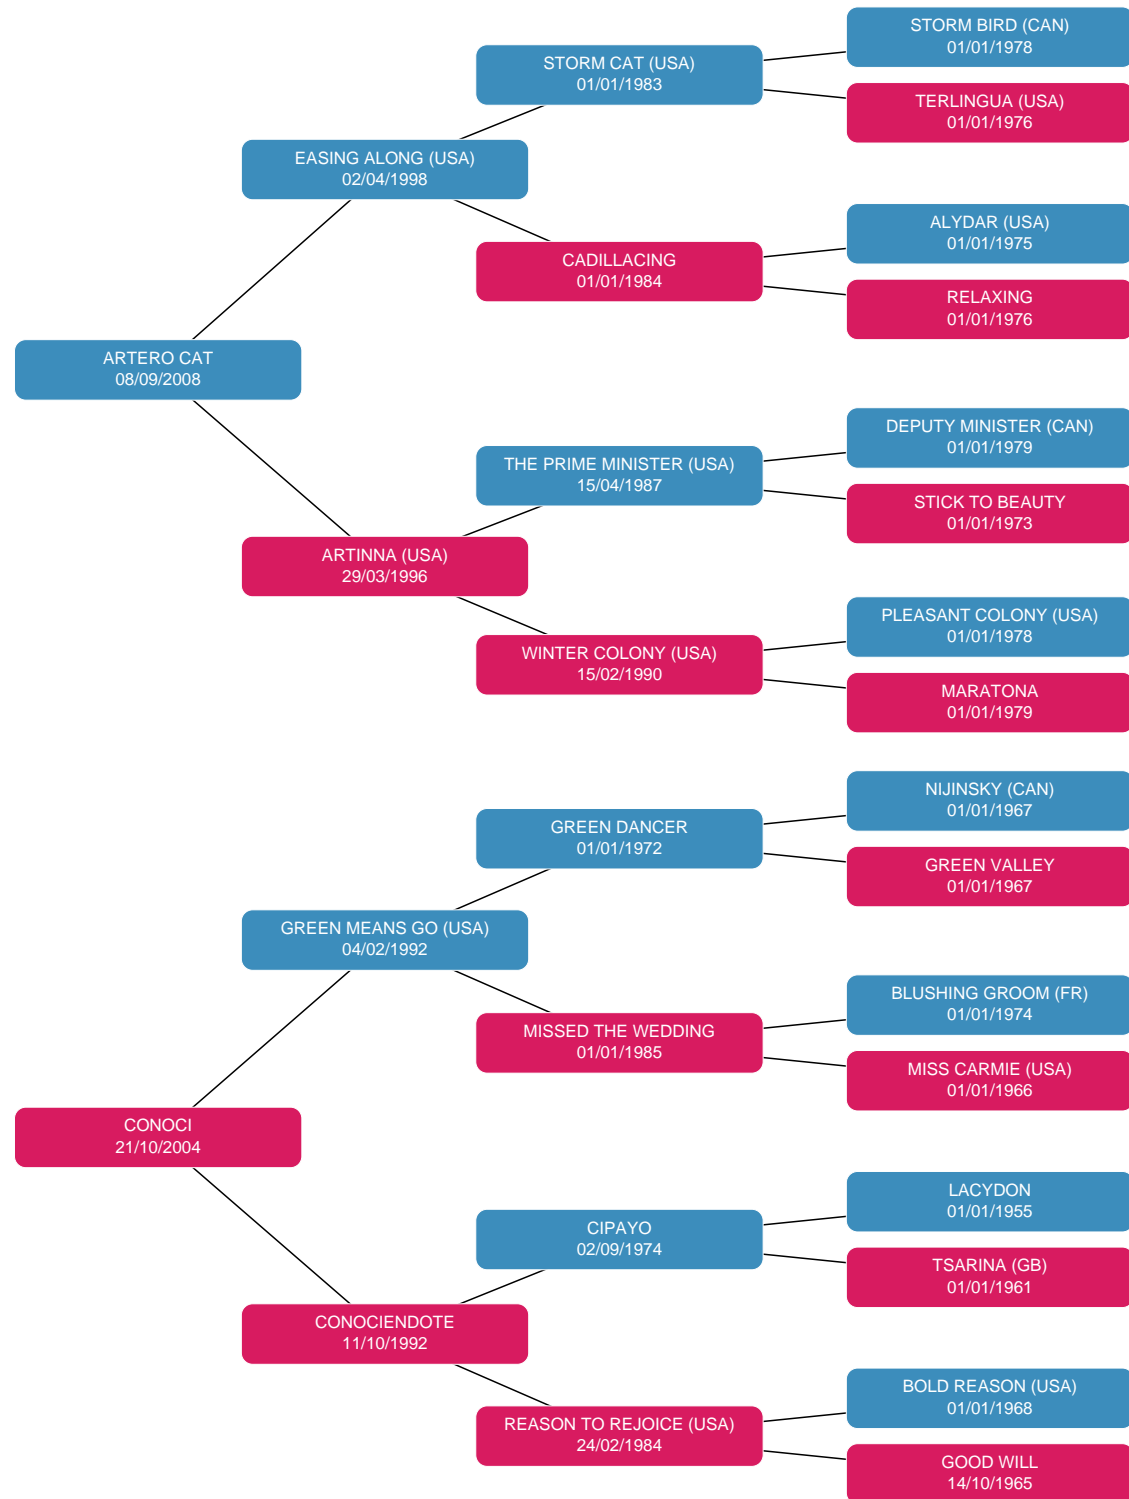 STORM BIRD (CAN)
01/01/1978
STORM CAT (USA)
01/01/1983
TERLINGUA (USA)
01/01/1976
EASING ALONG (USA)
02/04/1998
ALYDAR (USA)
01/01/1975
CADILLACING
01/01/1984
RELAXING
01/01/1976
ARTERO CAT
08/09/2008
DEPUTY MINISTER (CAN)
01/01/1979
THE PRIME MINISTER (USA)
15/04/1987
STICK TO BEAUTY
01/01/1973
ARTINNA (USA)
29/03/1996
PLEASANT COLONY (USA)
01/01/1978
WINTER COLONY (USA)
15/02/1990
MARATONA
01/01/1979
NIJINSKY (CAN)
01/01/1967
GREEN DANCER
01/01/1972
GREEN VALLEY
01/01/1967
GREEN MEANS GO (USA)
04/02/1992
BLUSHING GROOM (FR)
01/01/1974
MISSED THE WEDDING
01/01/1985
MISS CARMIE (USA)
01/01/1966
CONOCI
21/10/2004
LACYDON
01/01/1955
CIPAYO
02/09/1974
TSARINA (GB)
01/01/1961
CONOCIENDOTE
11/10/1992
BOLD REASON (USA)
01/01/1968
REASON TO REJOICE (USA)
24/02/1984
GOOD WILL
14/10/1965